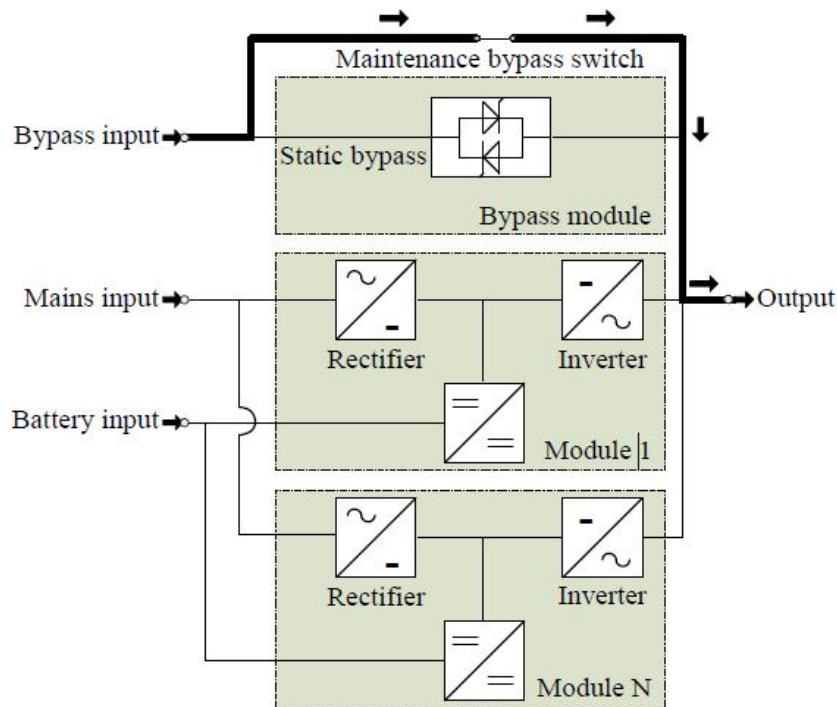 Maintenance bypass switch
Bypass input
Static bypass
Bypass module
Mains input
Output
Rectifier
Inverter
Battery input
Module 1
Rectifier
Inverter
Module N